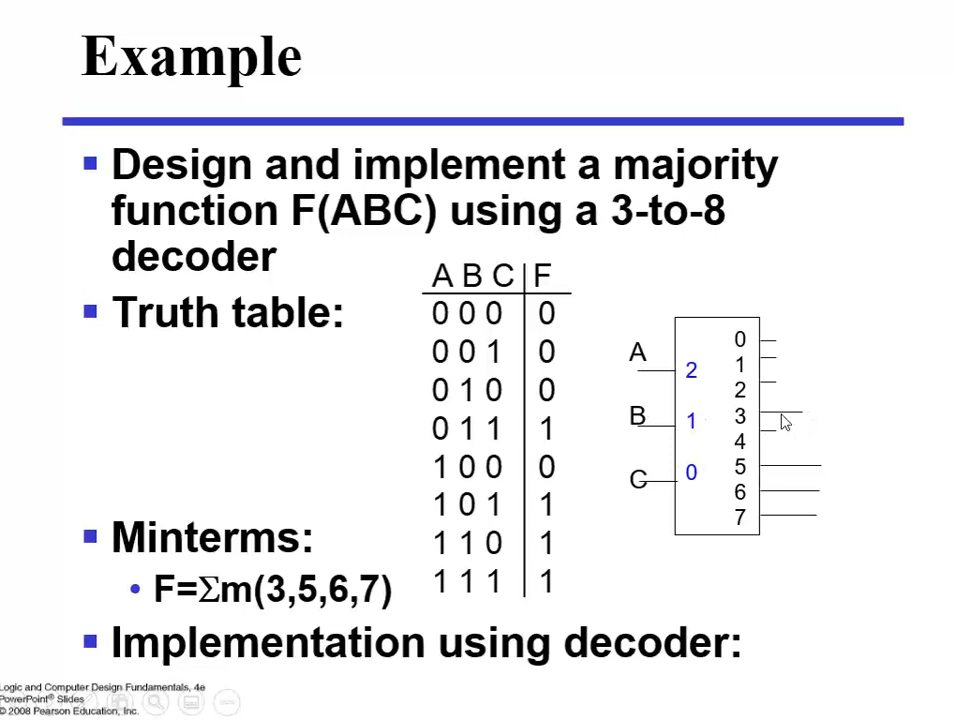 Example
Design and implement a majority
function F(ABC) using a 3-to-8
decoder
Truth table:
A B C F
0 0 0 0
0 0 1 0
0 1 0 0
0 1 1 1
1 0 0 0
1 0 1 1
1 1 0 1
1 1 1 1
A
B
C
2
1
0
0
1
2
3
4
5
6
7
Minterms:
F=Σm(3,5,6,7)
Implementation using decoder:
Logic and Computer Design Fundamentals, 4e
PowerPoint® Slides
© 2008 Pearson Education, Inc.